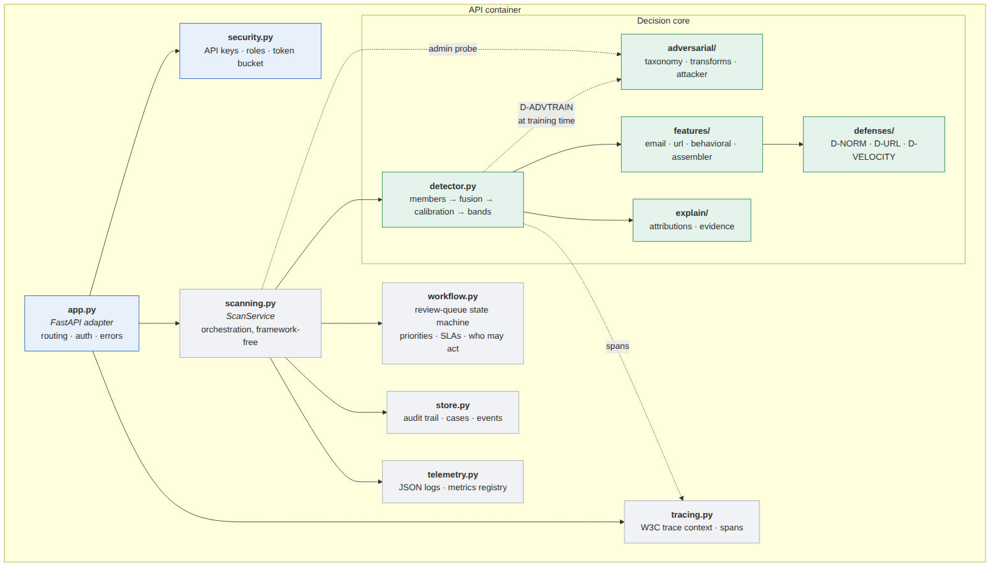 API container
Decision core
security.py
API keys · roles · token
bucket
admin probe
adversarial/
taxonomy · transforms ·
attacker
D-ADVTRAIN
at training time
features/
email · url · behavioral ·
assembler
defenses/
D-NORM · D-URL · D-
VELOCITY
detector.py
members → fusion →
calibration → bands
explain/
attributions · evidence
app.py
FastAPI adapter
routing · auth · errors
scanning.py
ScanService
orchestration, framework-
free
workflow.py
review-queue state
machine
priorities · SLAs · who may
act
spans
store.py
audit trail · cases · events
telemetry.py
JSON logs · metrics registry
tracing.py
W3C trace context · spans